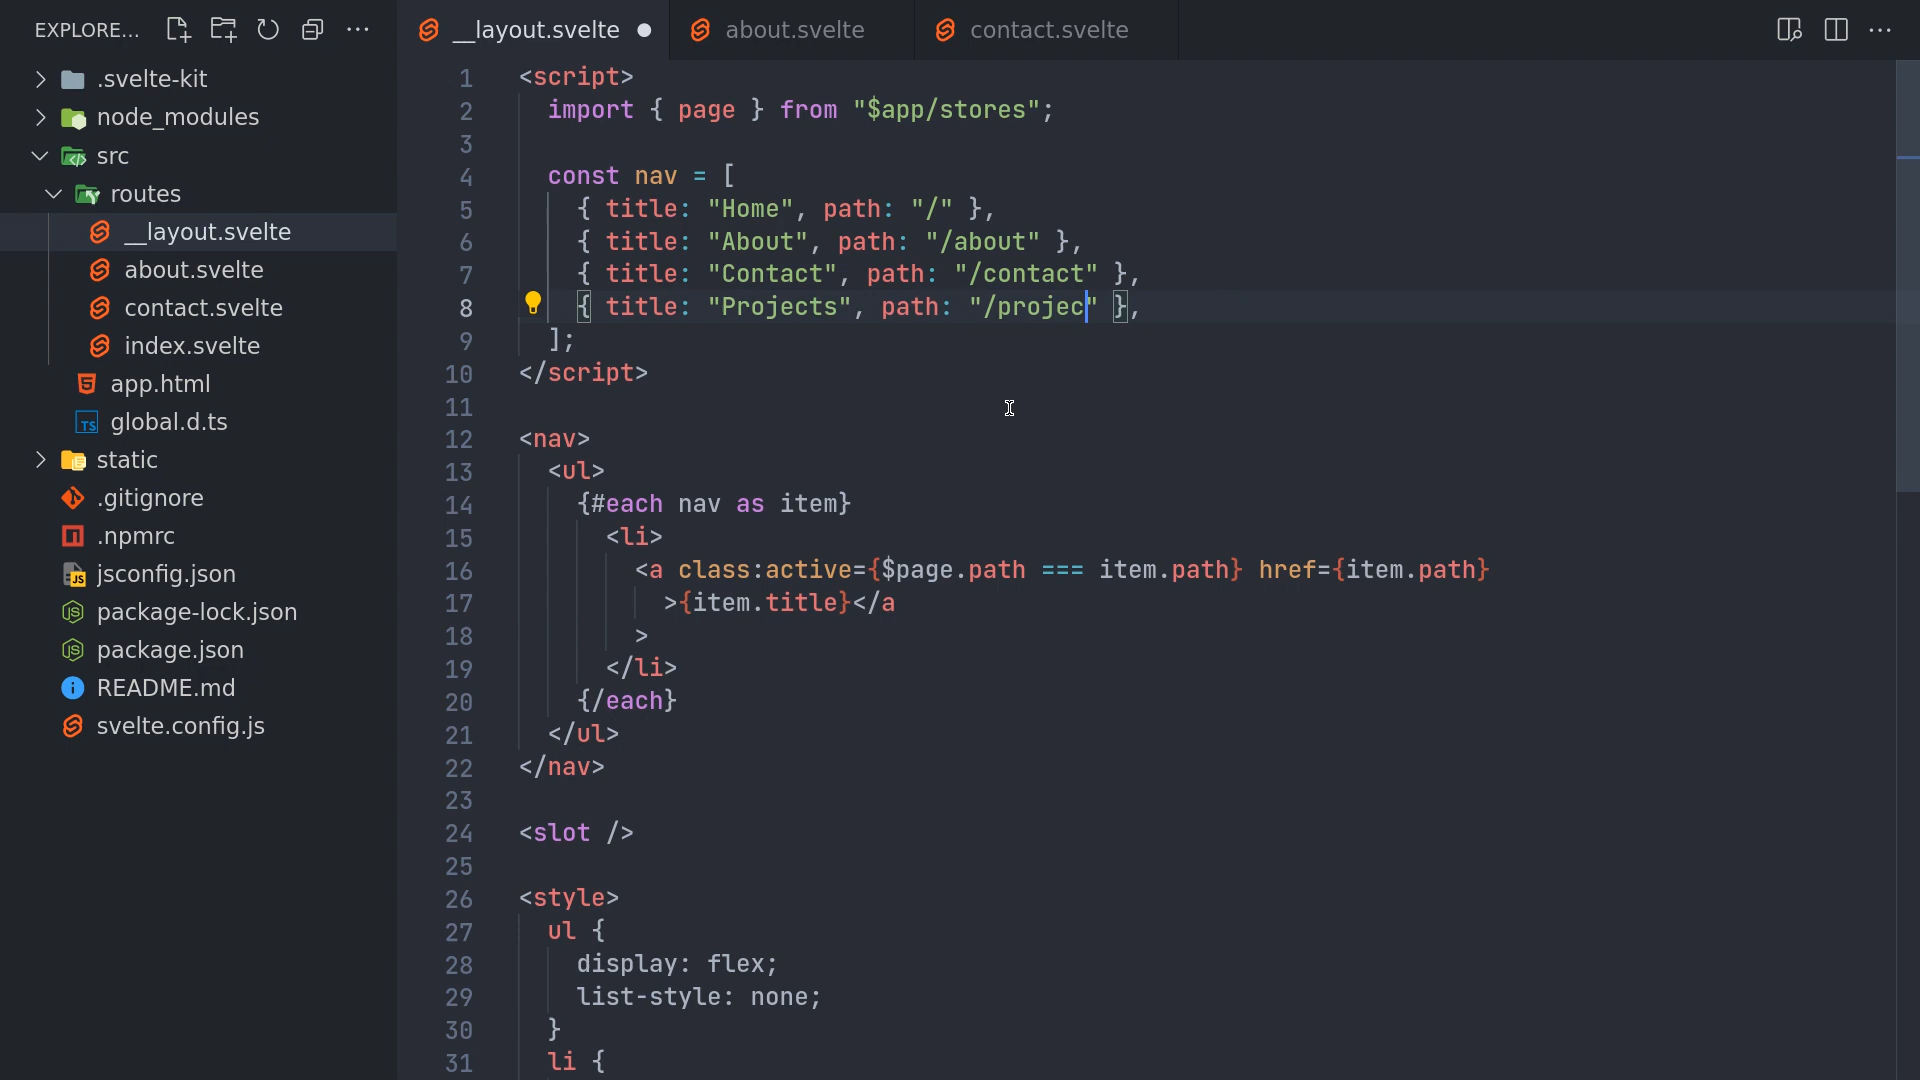 EXPLORE...
.svelte-kit
node_modules
src
routes
__layout.svelte
about.svelte
contact.svelte
index.svelte
app.html
TS global.d.ts
static
.gitignore
.npmrc
JS jsconfig.json
JS package-lock.json
JS package.json
README.md
svelte.config.js
__layout.svelte
about.svelte
contact.svelte
1 <script>
2   import { page } from "$app/stores";
3
4   const nav = [
5     { title: "Home", path: "/" },
6     { title: "About", path: "/about" },
7     { title: "Contact", path: "/contact" },
8     { title: "Projects", path: "/projec" },
9   ];
10 </script>
11
12 <nav>
13   <ul>
14     {#each nav as item}
15       <li>
16         <a class:active={$page.path === item.path} href={item.path}
17           >{item.title}</a
18         >
19       </li>
20     {/each}
21   </ul>
22 </nav>
23
24 <slot />
25
26 <style>
27   ul {
28     display: flex;
29     list-style: none;
30   }
31   li {